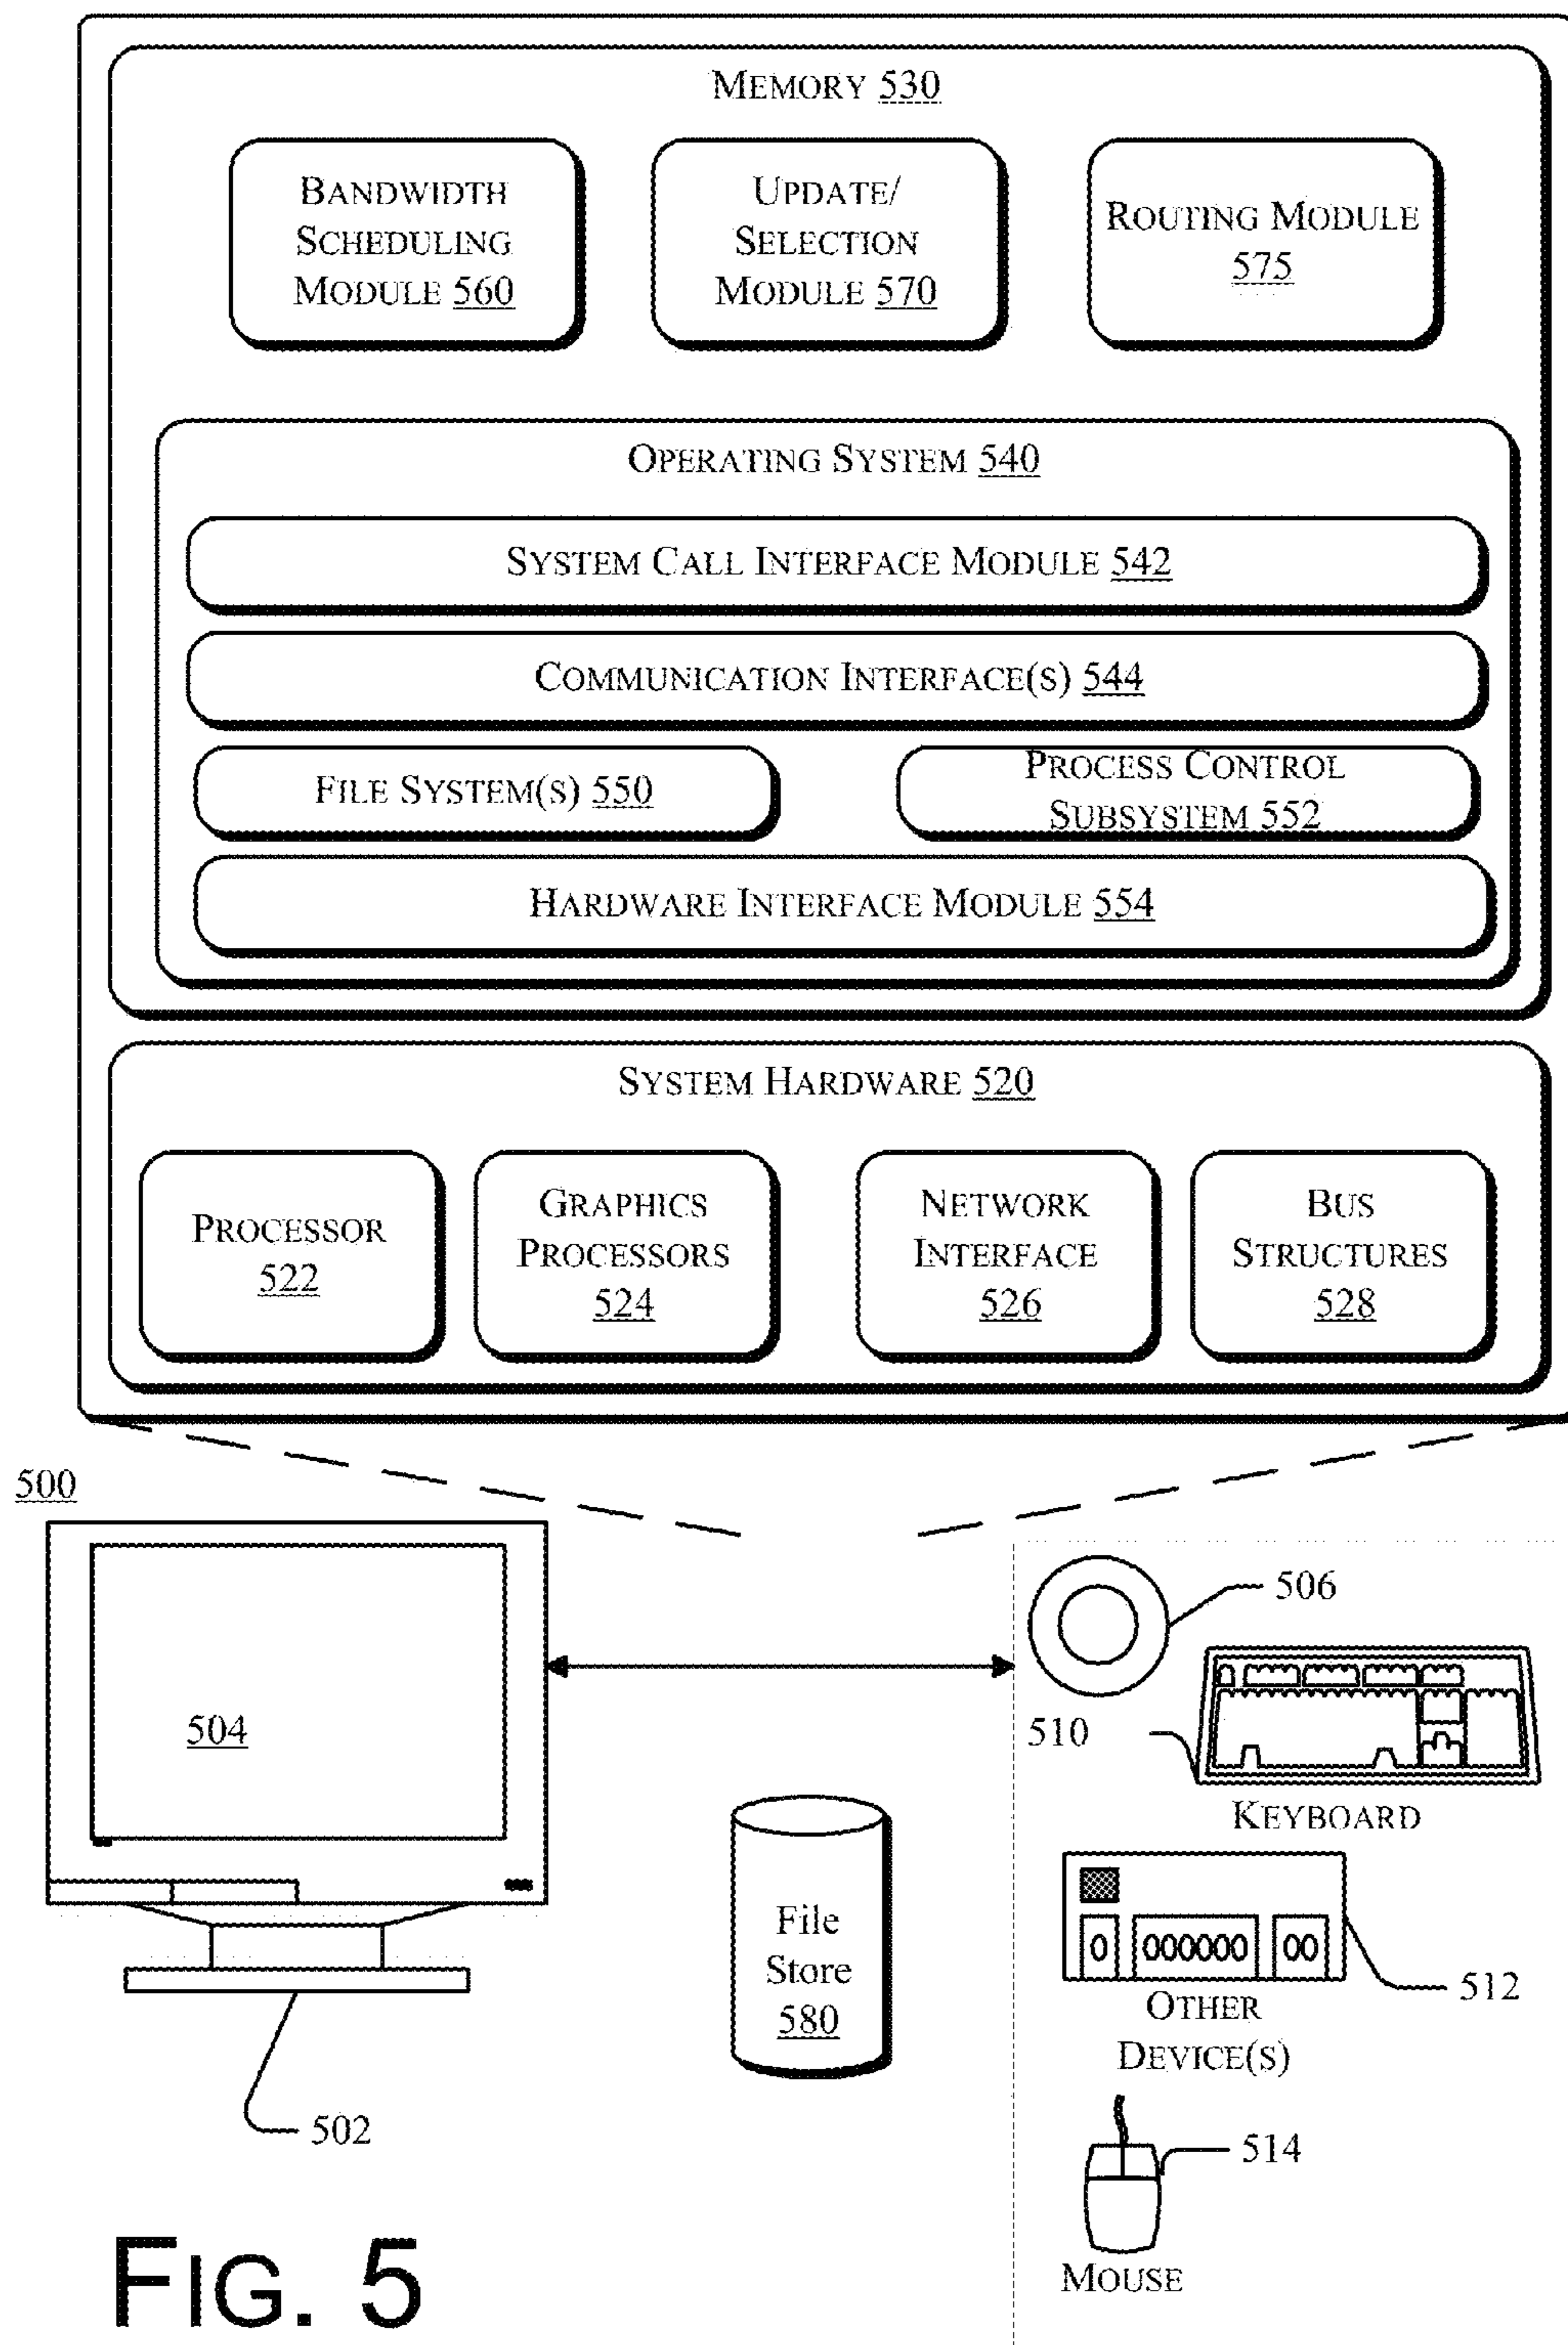 MEMORY 530
BANDWIDTH
SCHEDULING
MODULE 560
UPDATE/
SELECTION
MODULE 570
ROUTING MODULE
575
OPERATING SYSTEM 540
SYSTEM CALL INTERFACE MODULE 542
COMMUNICATION INTERFACE(S) 544
FILE SYSTEM(S) 550
PROCESS CONTROL
SUBSYSTEM 552
HARDWARE INTERFACE MODULE 554
SYSTEM HARDWARE 520
PROCESSOR
522
GRAPHICS
PROCESSORS
524
NETWORK
INTERFACE
526
BUS
STRUCTURES
528
500
504
502
File
Store
580
506
510
KEYBOARD
512
OTHER
DEVICE(S)
514
MOUSE
FIG. 5